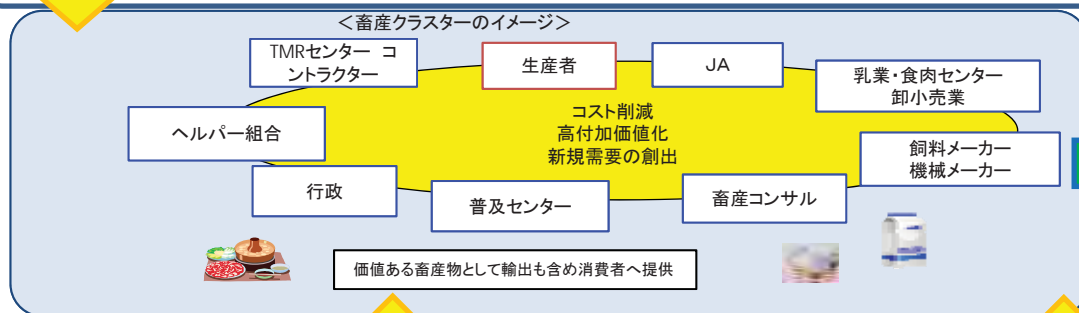 ＜畜産クラスターのイメージ＞
TMRセンター コ
ントラクター
生産者
JA
乳業・食肉センター
卸小売業
ヘルパー組合
コスト削減
高付加価値化
新規需要の創出
飼料メーカー
機械メーカー
行政
普及センター
畜産コンサル
価値ある畜産物として輸出も含め消費者へ提供